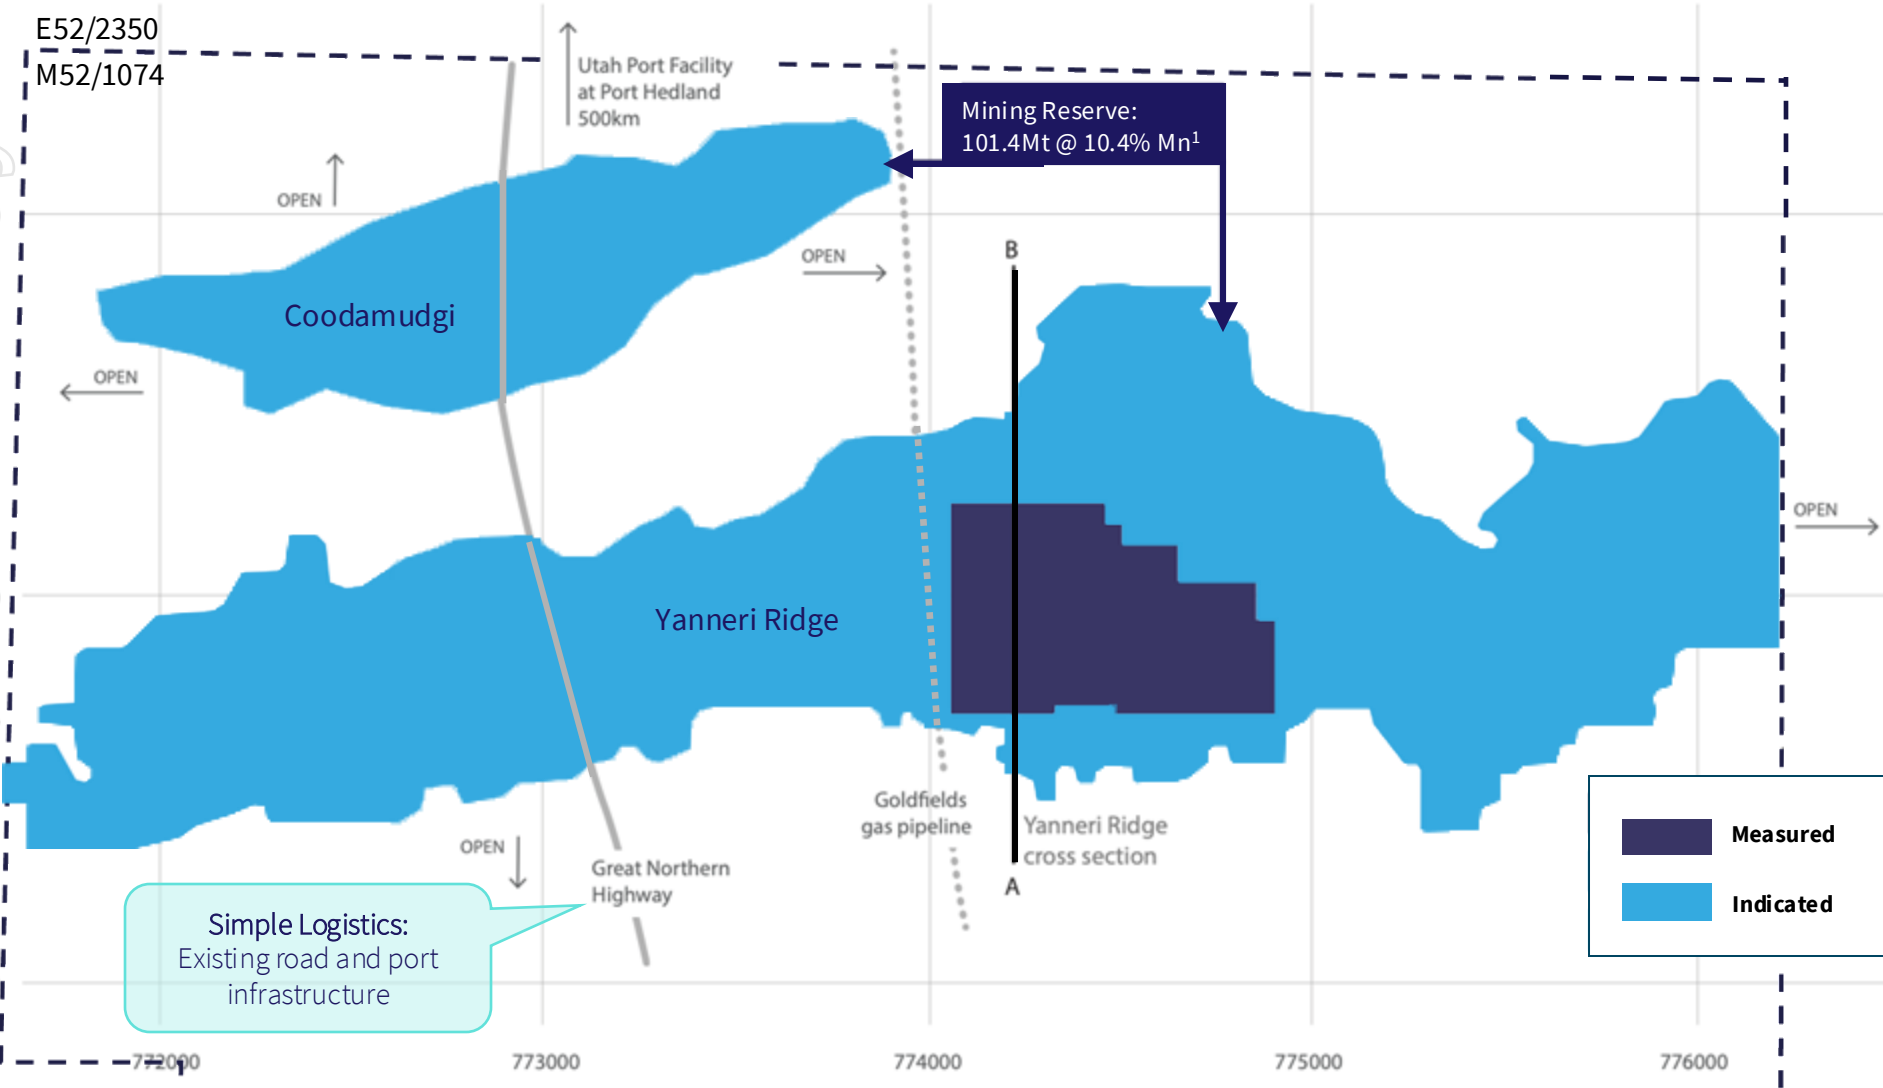 E52/2350
M52/1074
Utah Port Facility
at Port Hedland
500km
Mining Reserve:
101.4Mt @ 10.4% Mn¹
OPEN
OPEN
B
Coodamudgi
OPEN
OPEN
Yanneri Ridge
Goldfields
gas pipeline
Yanneri Ridge
cross section
A
OPEN
Great Northern
Highway
Simple Logistics:
Existing road and port
infrastructure
Measured
Indicated
772000
773000
774000
775000
776000